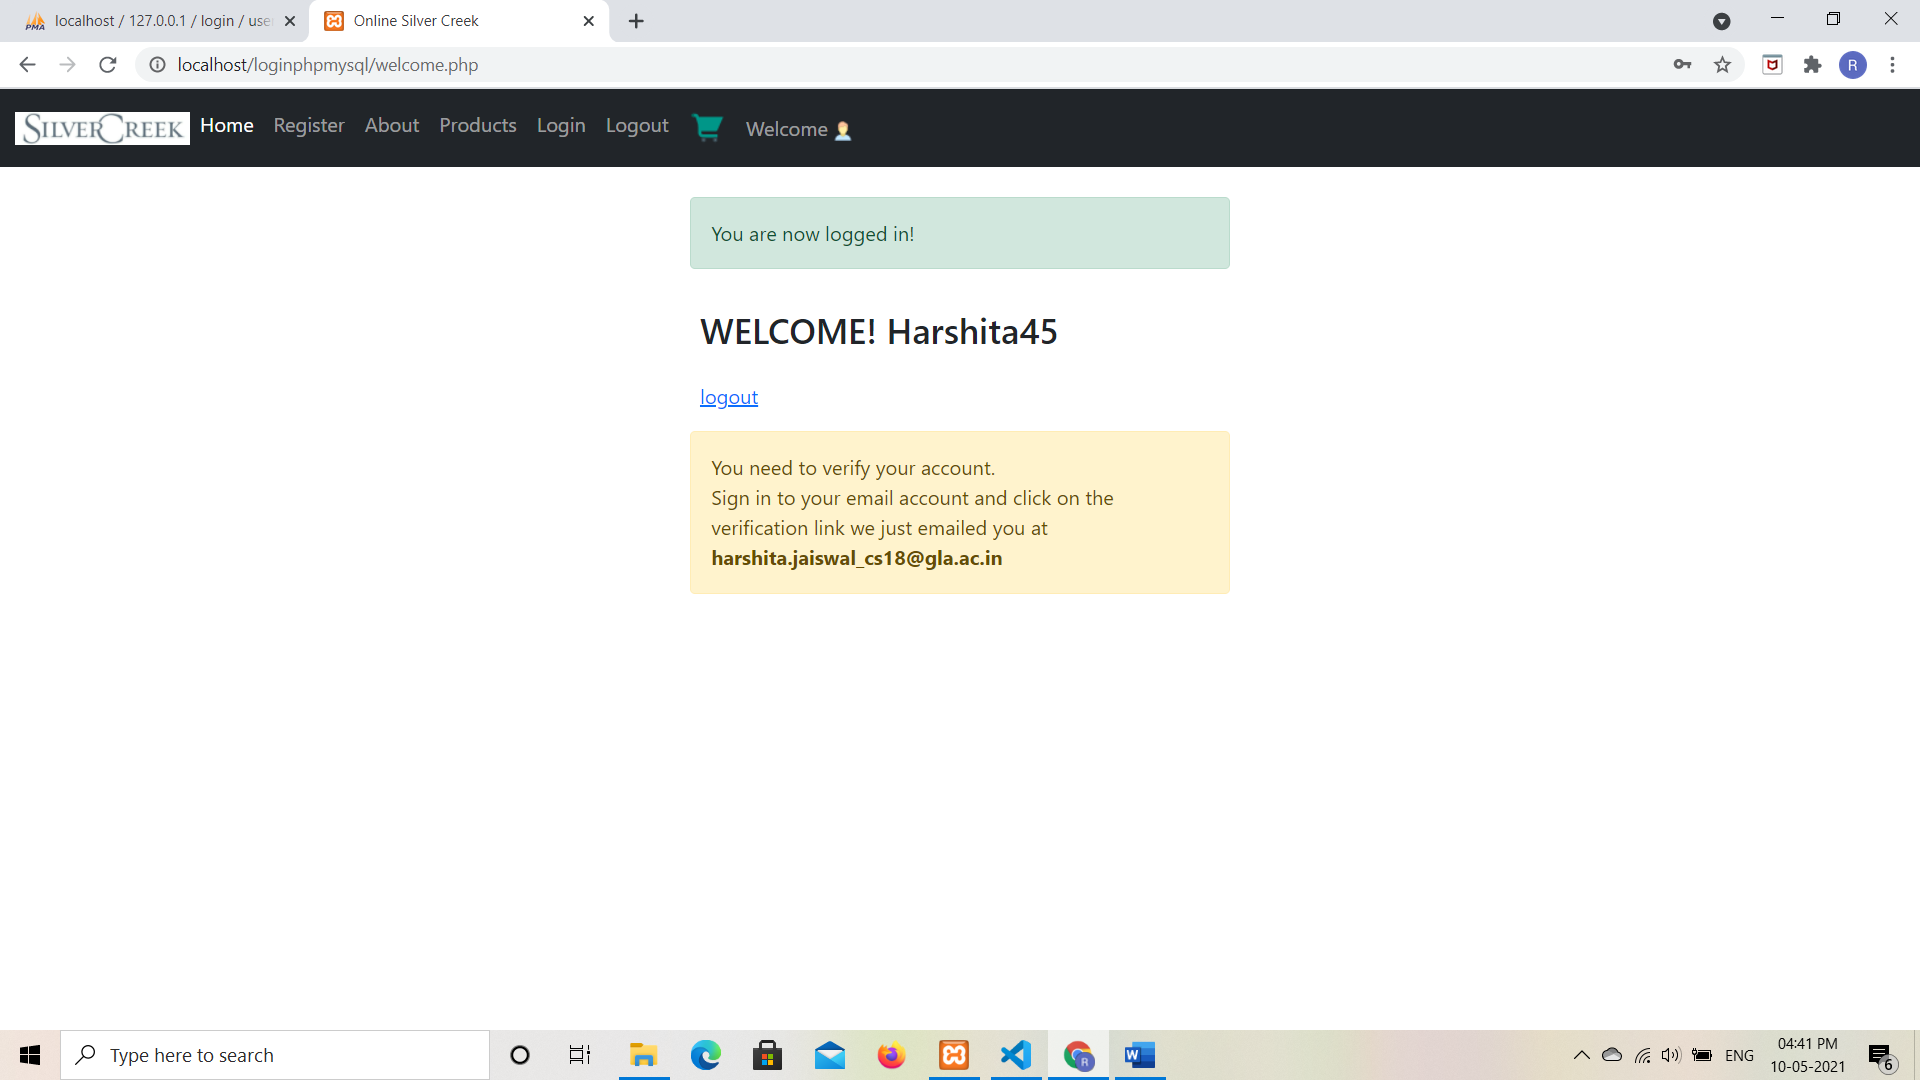 localhost / 127.0.0.1 / login / use
Online Silver Creek
localhost/loginphpmysql/welcome.php
R
SILVERCREEK
Home
Register
About
Products
Login
Logout
Welcome
You are now logged in!
WELCOME! Harshita45
logout
You need to verify your account.
Sign in to your email account and click on the
verification link we just emailed you at
harshita.jaiswal_cs18@gla.ac.in
Type here to search
R
W
ENG
04:41 PM
10-05-2021
6